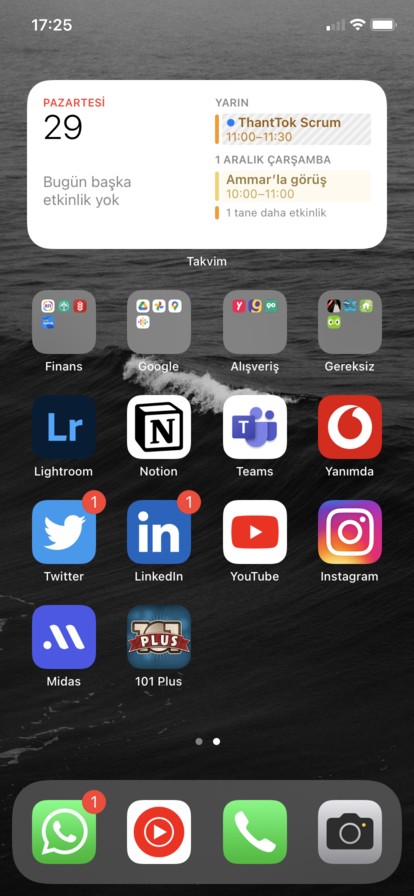 17:25
PAZARTESİ
29
Bugün başka
etkinlik yok
YARIN
ThantTok Scrum
11:00–11:30
1 ARALIK ÇARŞAMBA
Ammar'la görüş
10:00–11:00
1 tane daha etkinlik
Takvim
Finans
Google
Alışveriş
Gereksiz
Lr
N
T
Lightroom
Notion
Teams
Yanımda
1
1
in
Twitter
LinkedIn
YouTube
Instagram
101
PLUS
Midas
101 Plus
1